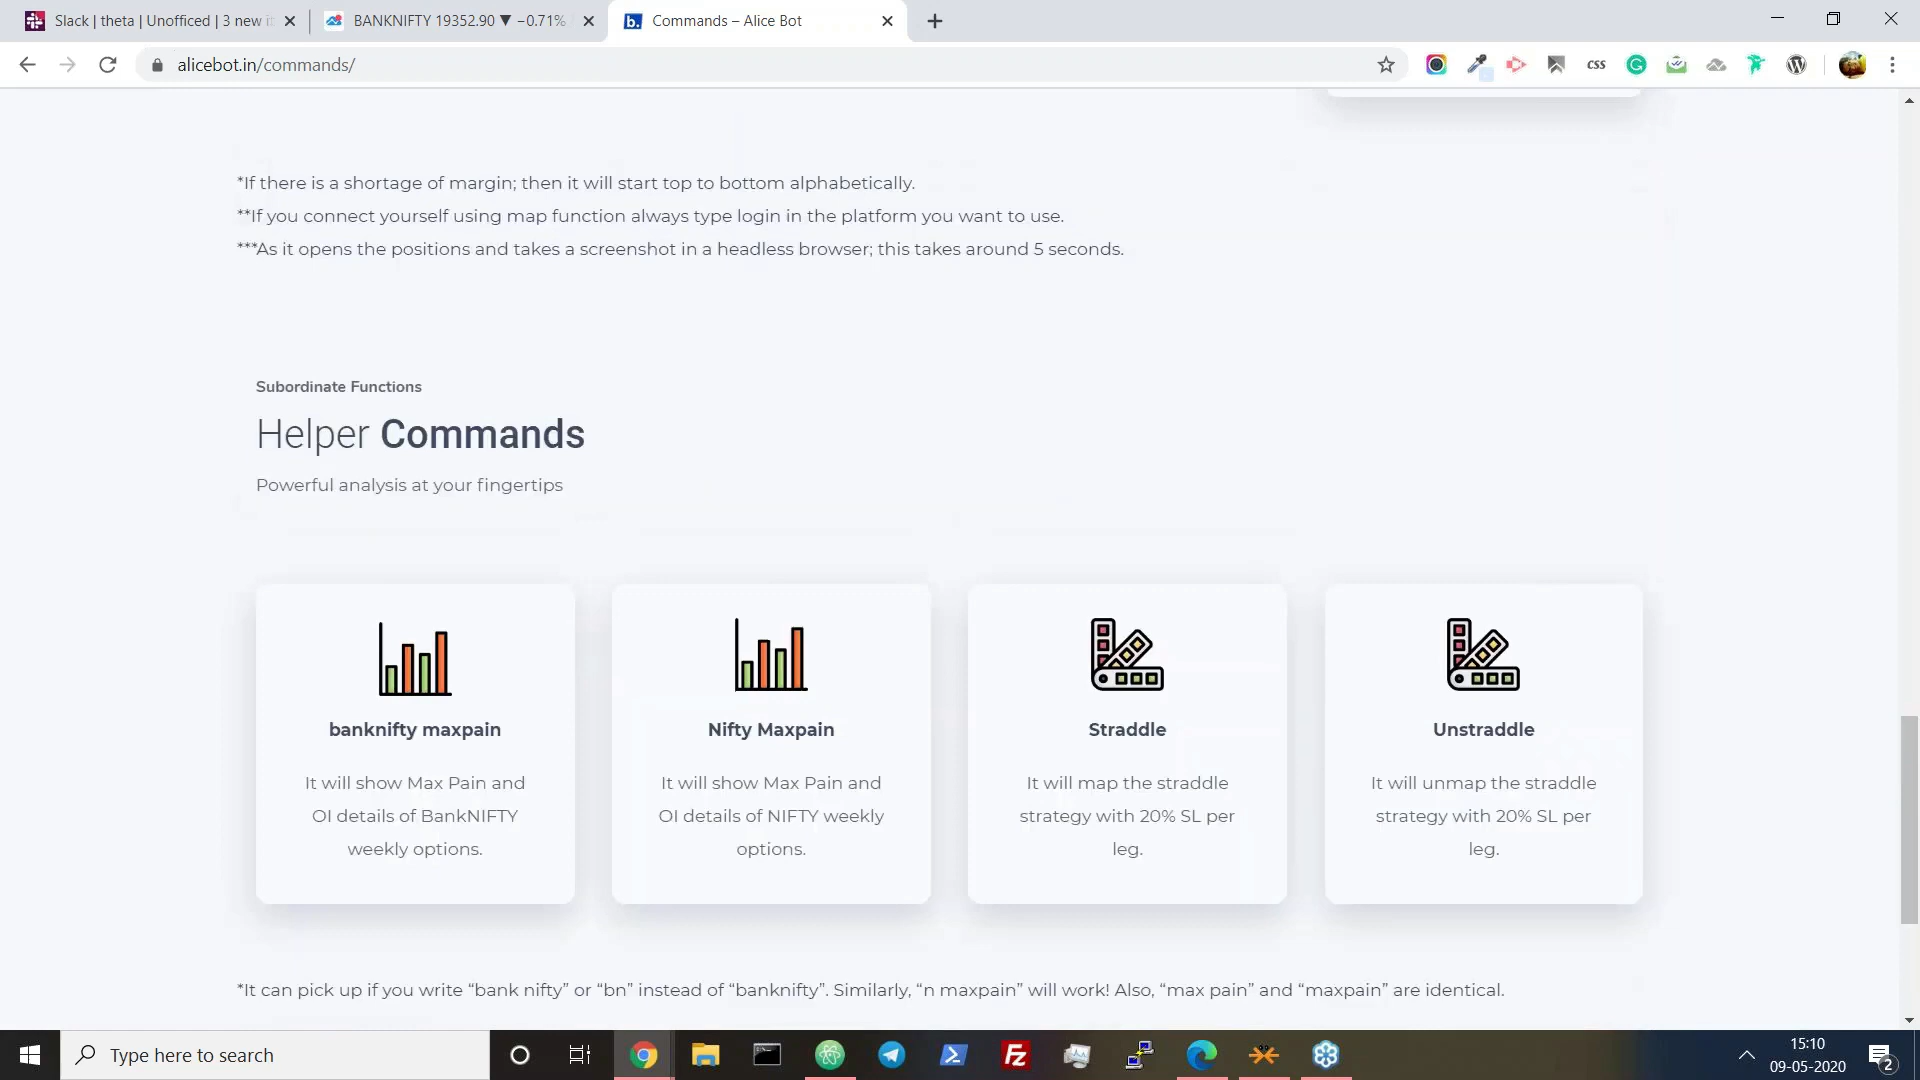 Slack | theta | Unofficed | 3 new it
BANKNIFTY 19352.90 ▼ −0.71%
b. Commands – Alice Bot
alicebot.in/commands/
css
*If there is a shortage of margin; then it will start top to bottom alphabetically.
**If you connect yourself using map function always type login in the platform you want to use.
***As it opens the positions and takes a screenshot in a headless browser; this takes around 5 seconds.
Subordinate Functions
Helper Commands
Powerful analysis at your fingertips
banknifty maxpain
It will show Max Pain and
OI details of BankNIFTY
weekly options.
Nifty Maxpain
It will show Max Pain and
OI details of NIFTY weekly
options.
Straddle
It will map the straddle
strategy with 20% SL per
leg.
Unstraddle
It will unmap the straddle
strategy with 20% SL per
leg.
*It can pick up if you write “bank nifty” or “bn” instead of “banknifty”. Similarly, “n maxpain” will work! Also, “max pain” and “maxpain” are identical.
Type here to search
Fz
15:10
09-05-2020
2